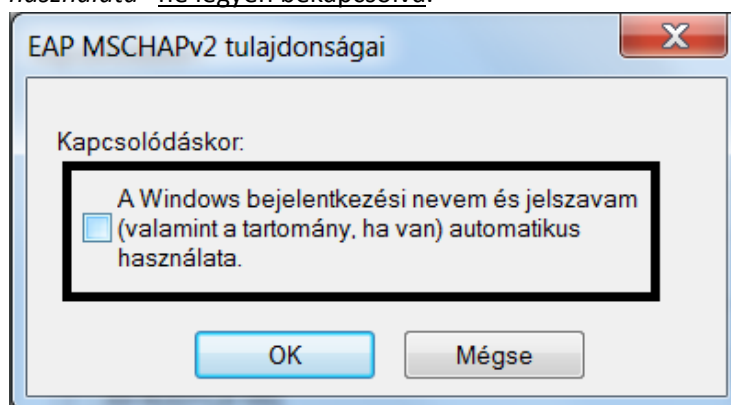 használata" ne legyen bekapcsolva.
EAP MSCHAPv2 tulajdonságai
Kapcsolódáskor:
A Windows bejelentkezési nevem és jelszavam
(valamint a tartomány, ha van) automatikus
használata.
OK
Mégse